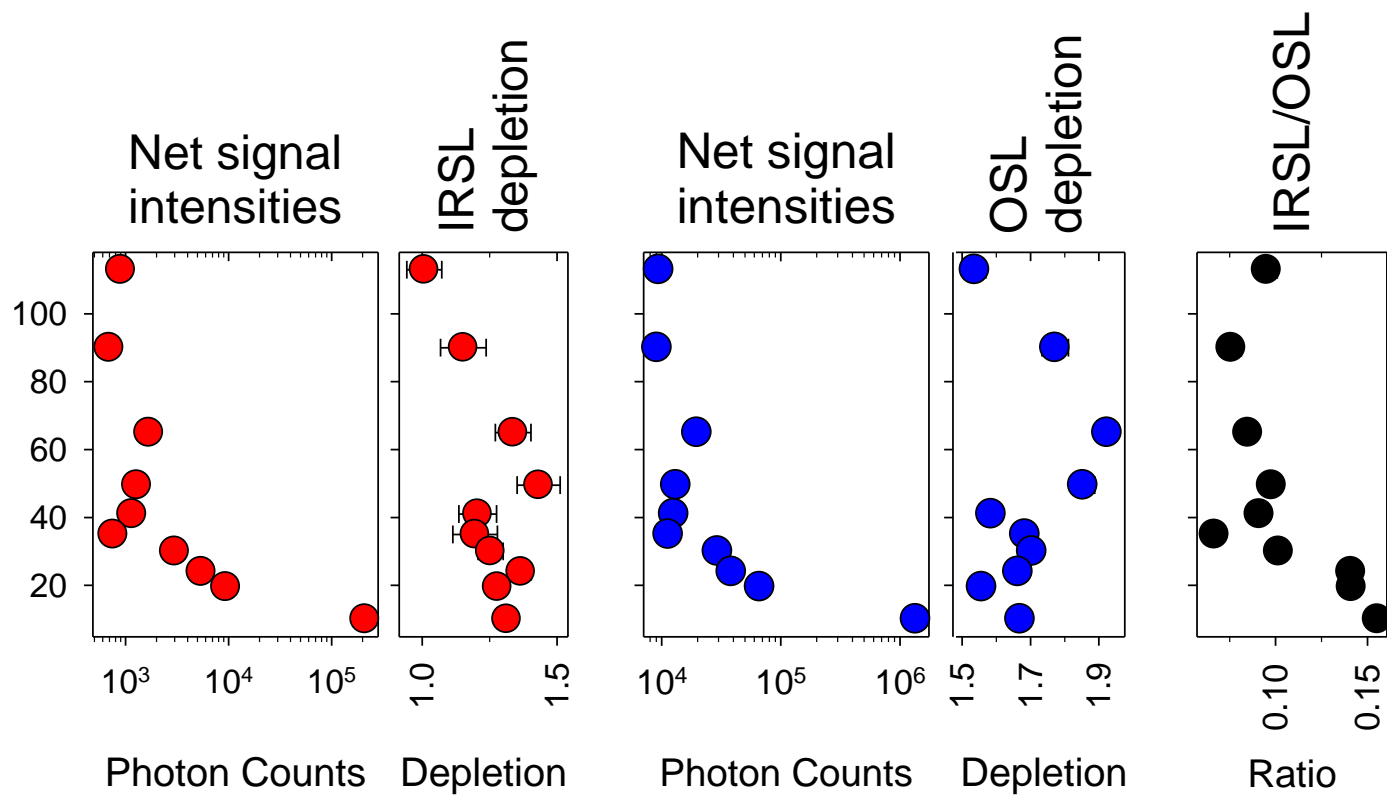 Net signal
intensities
IRSL
depletion
Net signal
intensities
OSL
depletion
IRSL/OSL
100
80
60
40
20
10³ 10⁴ 10⁵
1.0 1.5
10⁴ 10⁵ 10⁶
1.5 1.7 1.9
0.10 0.15
Photon Counts
Depletion
Photon Counts
Depletion
Ratio